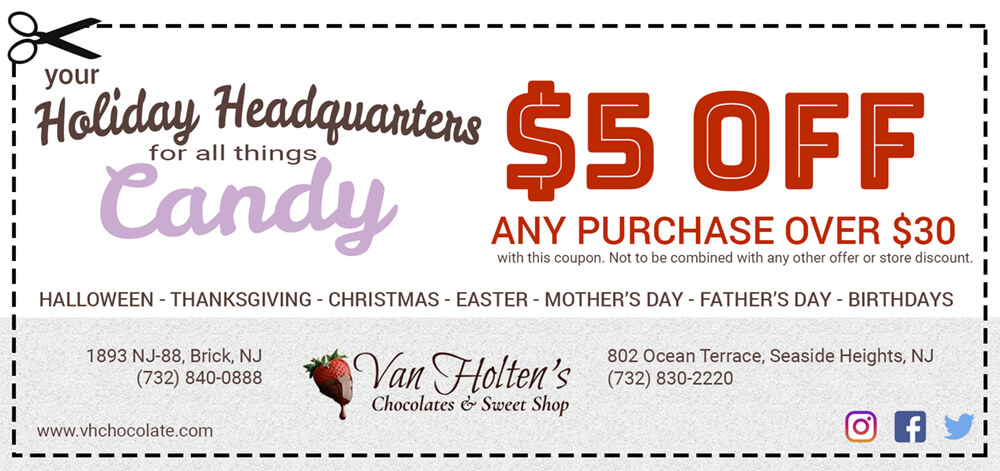 your
Holiday Headquarters
for all things
Candy
$5 OFF
ANY PURCHASE OVER $30
with this coupon. Not to be combined with any other offer or store discount.
HALLOWEEN - THANKSGIVING - CHRISTMAS - EASTER - MOTHER'S DAY - FATHER'S DAY - BIRTHDAYS
1893 NJ-88, Brick, NJ
(732) 840-0888
Van Holten's
Chocolates & Sweet Shop
802 Ocean Terrace, Seaside Heights, NJ
(732) 830-2220
www.vhchocolate.com